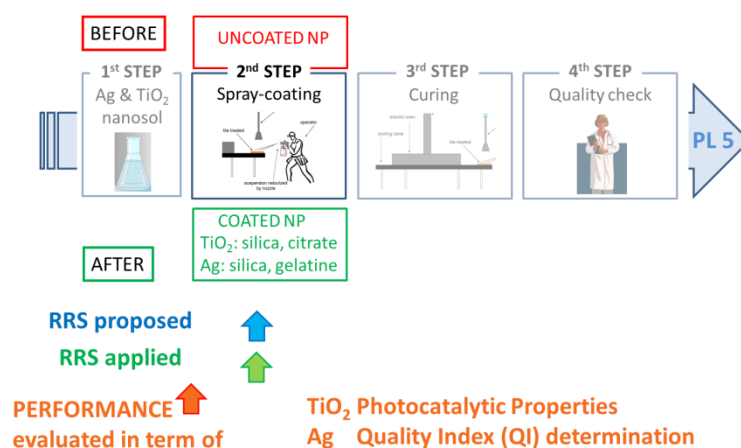 BEFORE
UNCOATED NP
1st STEP
Ag & TiO2
nanosol
2nd STEP
Spray-coating
tile treated
operator
suspension nebulized
by nozzle
3rd STEP
Curing
electric oven
cooling zone
tile treated
4th STEP
Quality check
PL 5
COATED NP
TiO2: silica, citrate
Ag: silica, gelatine
AFTER
RRS proposed
RRS applied
PERFORMANCE
evaluated in term of
TiO2 Photocatalytic Properties
Ag Quality Index (QI) determination